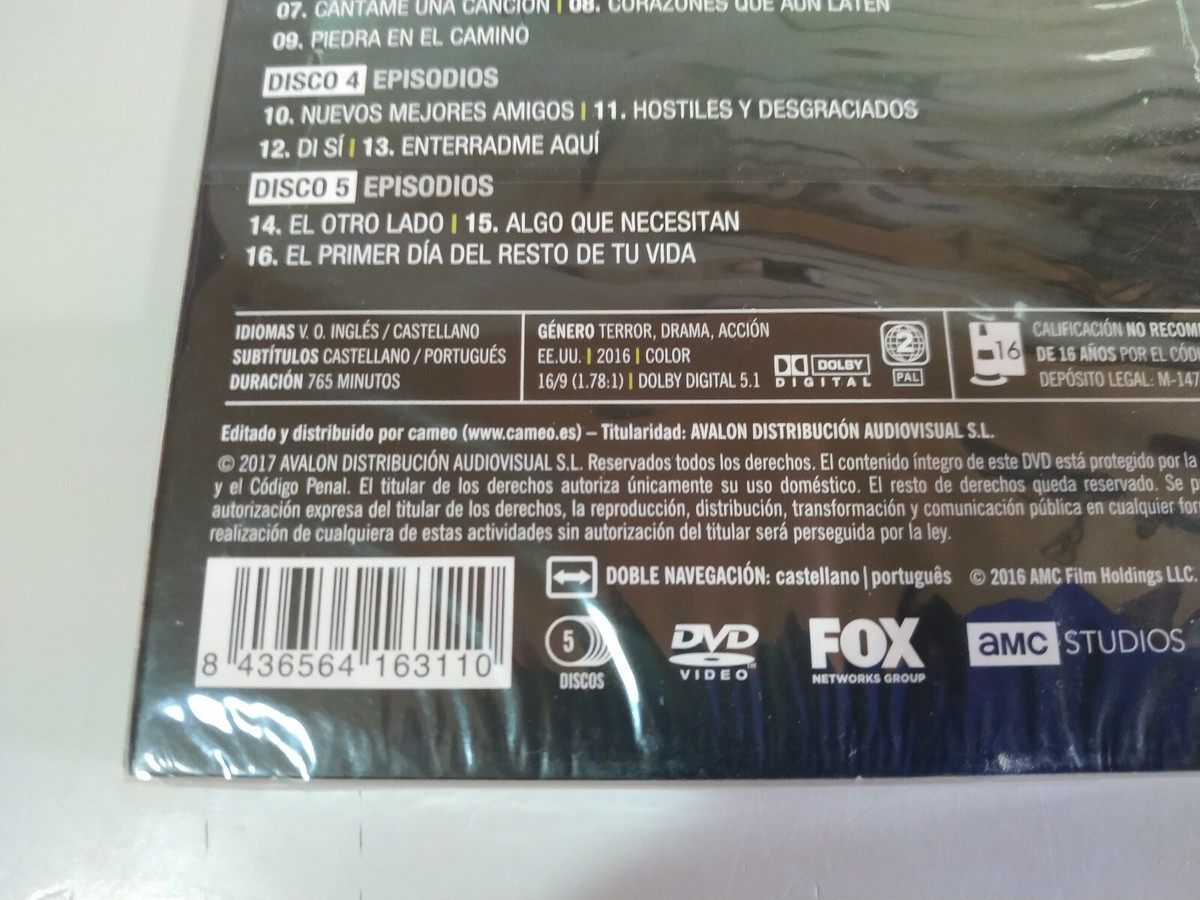 07. CÁNTAME UNA CANCIÓN | 08. CORAZONES QUE AÚN LATEN
09. PIEDRA EN EL CAMINO
DISCO 4 EPISODIOS
10. NUEVOS MEJORES AMIGOS | 11. HOSTILES Y DESGRACIADOS
12. DI SÍ | 13. ENTERRADME AQUÍ
DISCO 5 EPISODIOS
14. EL OTRO LADO | 15. ALGO QUE NECESITAN
16. EL PRIMER DÍA DEL RESTO DE TU VIDA
IDIOMAS V. O. INGLÉS / CASTELLANO
SUBTÍTULOS CASTELLANO / PORTUGUÉS
DURACIÓN 765 MINUTOS
GÉNERO TERROR, DRAMA, ACCIÓN
EE.UU. | 2016 | COLOR
16/9 (1.78:1) | DOLBY DIGITAL 5.1
DOLBY
DIGITAL
2
PAL
16
CALIFICACIÓN NO RECOM
DE 16 AÑOS POR EL CÓDI
DEPÓSITO LEGAL: M-147
Editado y distribuido por cameo (www.cameo.es) – Titularidad: AVALON DISTRIBUCIÓN AUDIOVISUAL S.L.
© 2017 AVALON DISTRIBUCIÓN AUDIOVISUAL S.L. Reservados todos los derechos. El contenido íntegro de este DVD está protegido por la
y el Código Penal. El titular de los derechos autoriza únicamente su uso doméstico. El resto de derechos queda reservado. Se p
autorización expresa del titular de los derechos, la reproducción, distribución, transformación y comunicación pública en cualquier for
realización de cualquiera de estas actividades sin autorización del titular será perseguida por la ley.
DOBLE NAVEGACIÓN: castellano | português © 2016 AMC Film Holdings LLC.
8 436564 163110
5
DISCOS
DVD
VIDEO™
FOX
NETWORKS GROUP
aMC STUDIOS